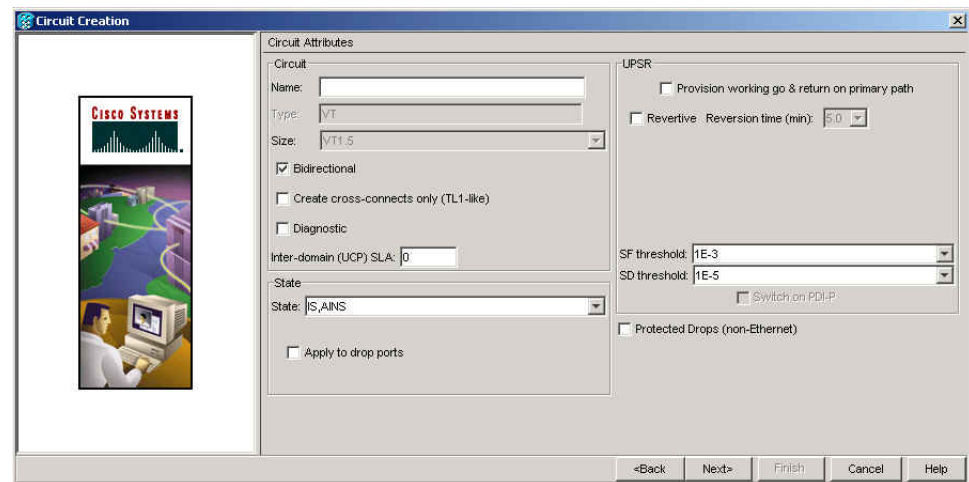 Circuit Creation
CISCO SYSTEMS
Circuit Attributes
Circuit
Name:
Type: VT
Size: VT1.5
Bidirectional
Create cross-connects only (TL1-like)
Diagnostic
Inter-domain (UCP) SLA: 0
State
State: IS,AINS
Apply to drop ports
UPSR
Provision working go & return on primary path
Revertive Reversion time (min): 5.0
SF threshold: 1E-3
SD threshold: 1E-5
Switch on PDI-P
Protected Drops (non-Ethernet)
<Back Next> Finish Cancel Help